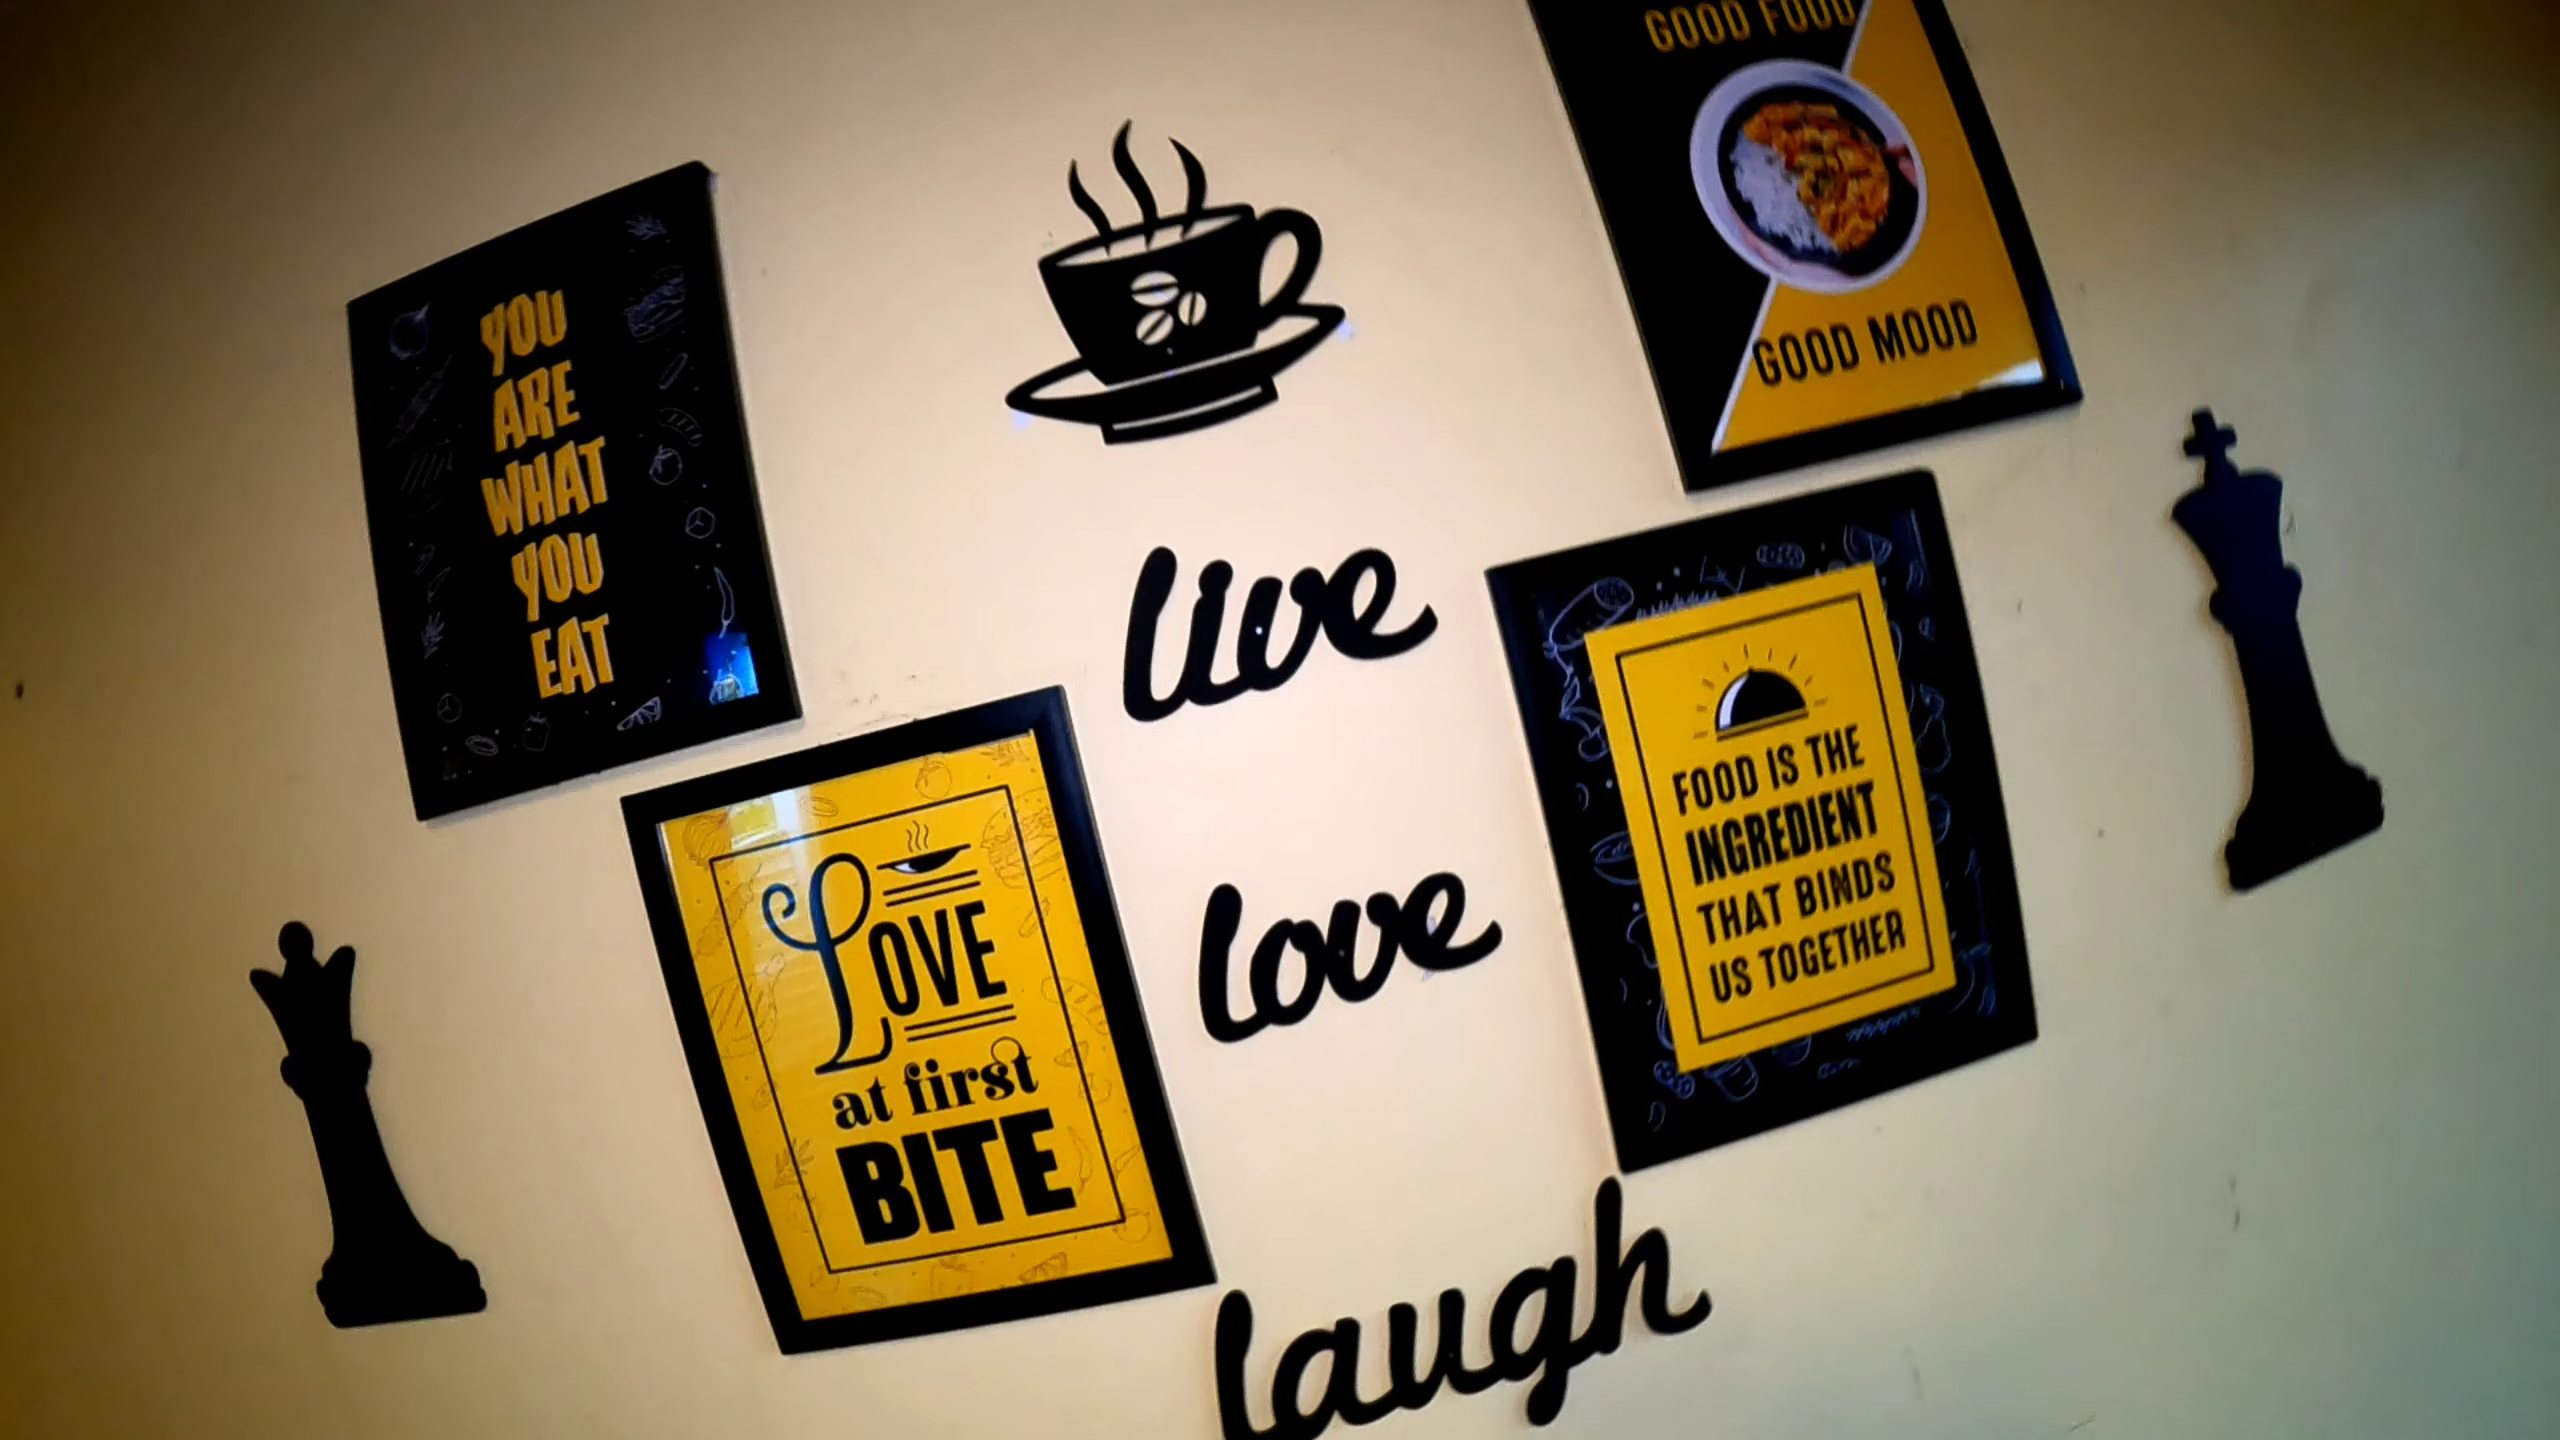 YOU
ARE
WHAT
YOU
EAT
LOVE
at first
BITE
live
love
laugh
GOOD FOOD
GOOD MOOD
FOOD IS THE
INGREDIENT
THAT BINDS
US TOGETHER